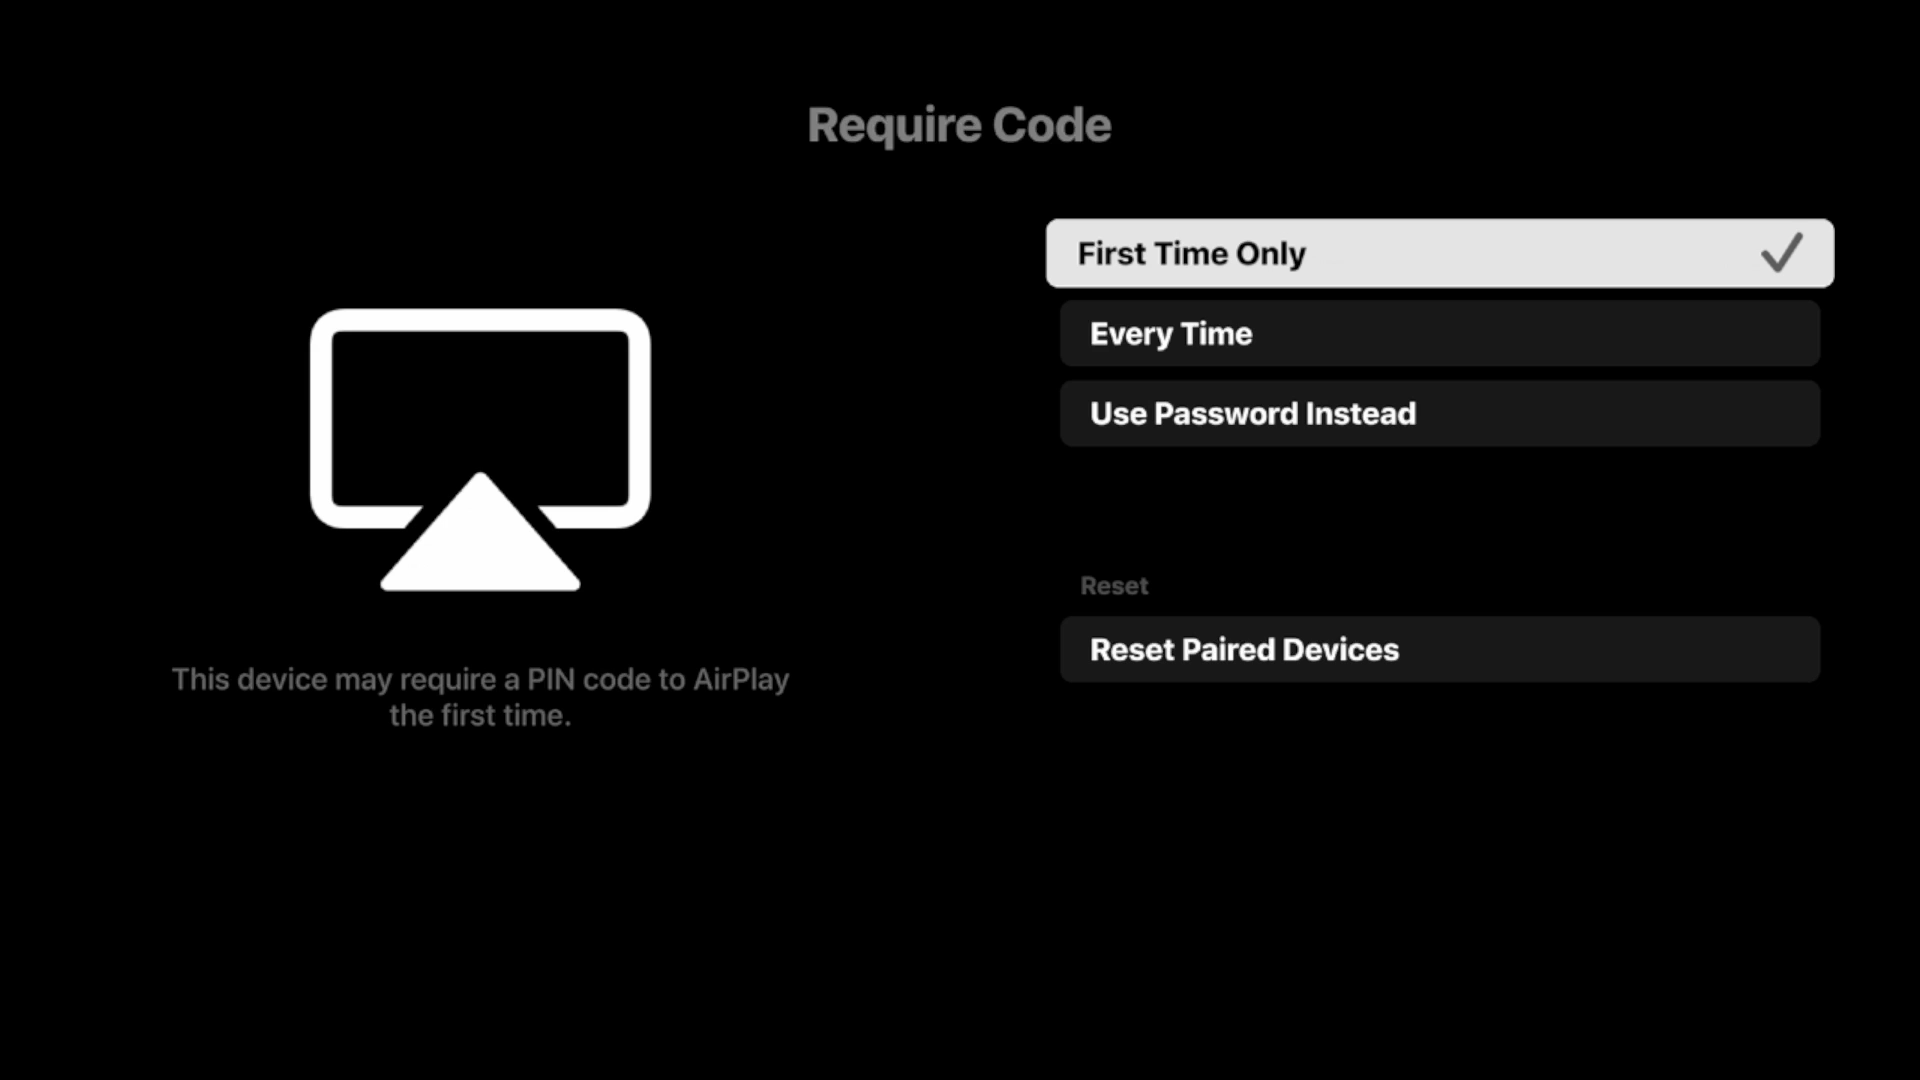 Require Code
First Time Only
Every Time
Use Password Instead
Reset
Reset Paired Devices
This device may require a PIN code to AirPlay
the first time.